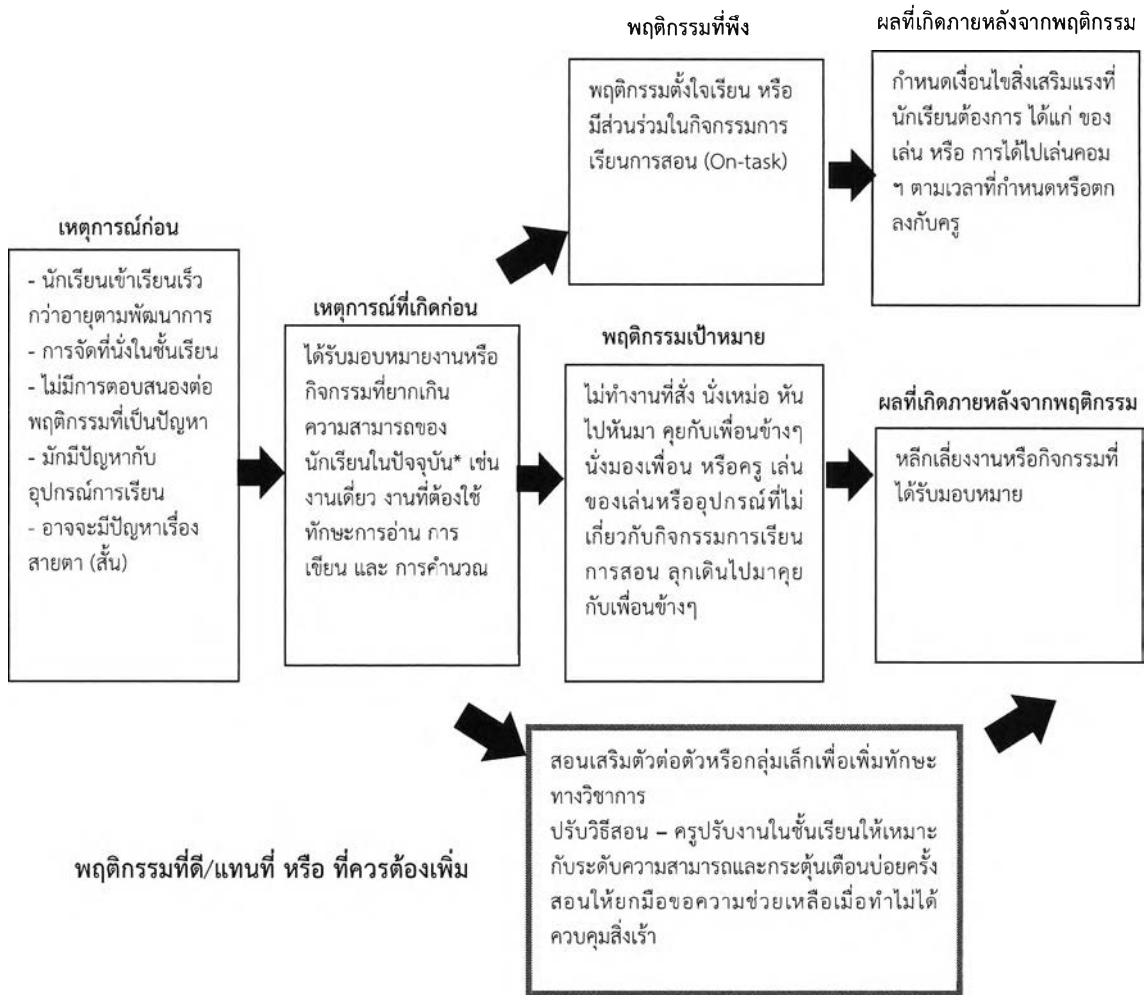 พฤติกรรมที่พึง
ผลที่เกิดภายหลังจากพฤติกรรม
พฤติกรรมตั้งใจเรียน หรือ
มีส่วนร่วมในกิจกรรมการ
เรียนการสอน (On-task)
กำหนดเงื่อนไขสิ่งเสริมแรงที่
นักเรียนต้องการ ได้แก่ ของ
เล่น หรือ การได้ไปเล่นคอม
ฯ ตามเวลาที่กำหนดหรือตก
ลงกับครู
เหตุการณ์ก่อน
- นักเรียนเข้าเรียนเร็ว
กว่าอายุตามพัฒนาการ
- การจัดที่นั่งในชั้นเรียน
- ไม่มีการตอบสนองต่อ
พฤติกรรมที่เป็นปัญหา
- มักมีปัญหากับ
อุปกรณ์การเรียน
- อาจจะมีปัญหาเรื่อง
สายตา (สั้น)
เหตุการณ์ที่เกิดก่อน
ได้รับมอบหมายงานหรือ
กิจกรรมที่ยากเกิน
ความสามารถของ
นักเรียนในปัจจุบัน* เช่น
งานเดี่ยว งานที่ต้องใช้
ทักษะการอ่าน การ
เขียน และ การคำนวณ
พฤติกรรมเป้าหมาย
ไม่ทำงานที่สั่ง นั่งเหม่อ หัน
ไปหันมา คุยกับเพื่อนข้างๆ
นั่งมองเพื่อน หรือครู เล่น
ของเล่นหรืออุปกรณ์ที่ไม่
เกี่ยวกับกิจกรรมการเรียน
การสอน ลุกเดินไปมาคุย
กับเพื่อนข้างๆ
ผลที่เกิดภายหลังจากพฤติกรรม
หลีกเลี่ยงงานหรือกิจกรรมที่
ได้รับมอบหมาย
พฤติกรรมที่ดี/แทนที่ หรือ ที่ควรต้องเพิ่ม
สอนเสริมตัวต่อตัวหรือกลุ่มเล็กเพื่อเพิ่มทักษะ
ทางวิชาการ
ปรับวิธีสอน – ครูปรับงานในชั้นเรียนให้เหมาะ
กับระดับความสามารถและกระตุ้นเตือนบ่อยครั้ง
สอนให้ยกมือขอความช่วยเหลือเมื่อทำไม่ได้
ควบคุมสิ่งเร้า